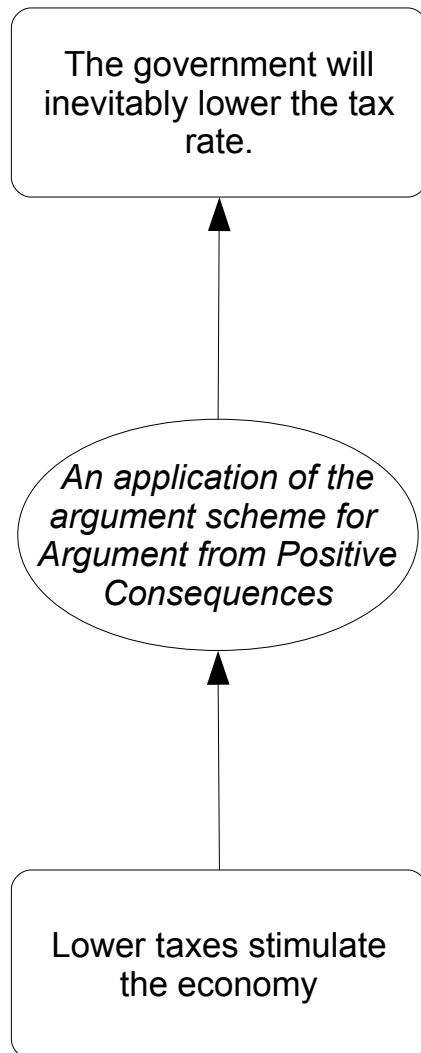 The government will
inevitably lower the tax
rate.
An application of the
argument scheme for
Argument from Positive
Consequences
Lower taxes stimulate
the economy